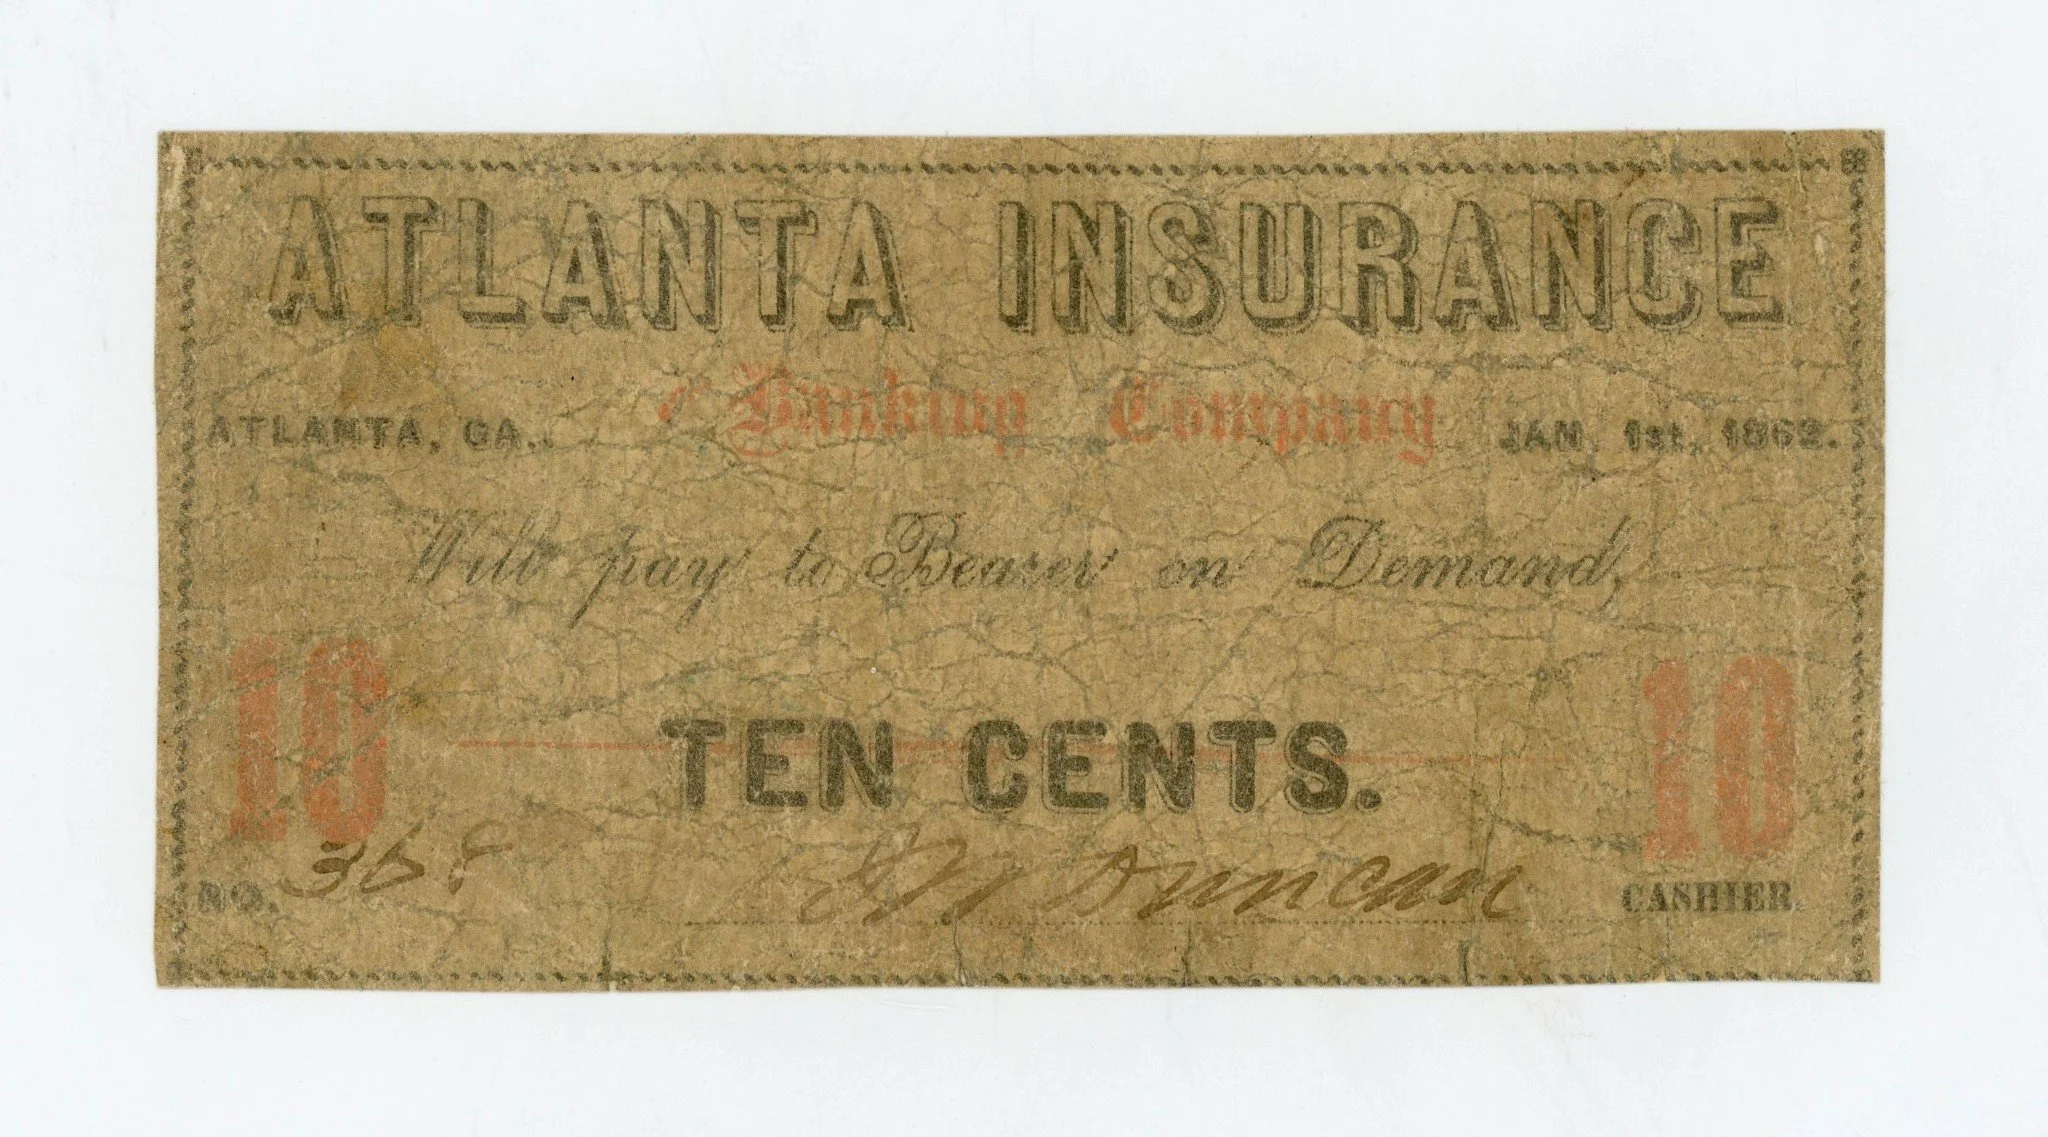 ATLANTA INSURANCE
& Banking Company
ATLANTA, GA., JAN. 1st, 1862.
Will pay to Bearer on Demand,
10 10
TEN CENTS.
NO. 368 Duncan CASHIER.